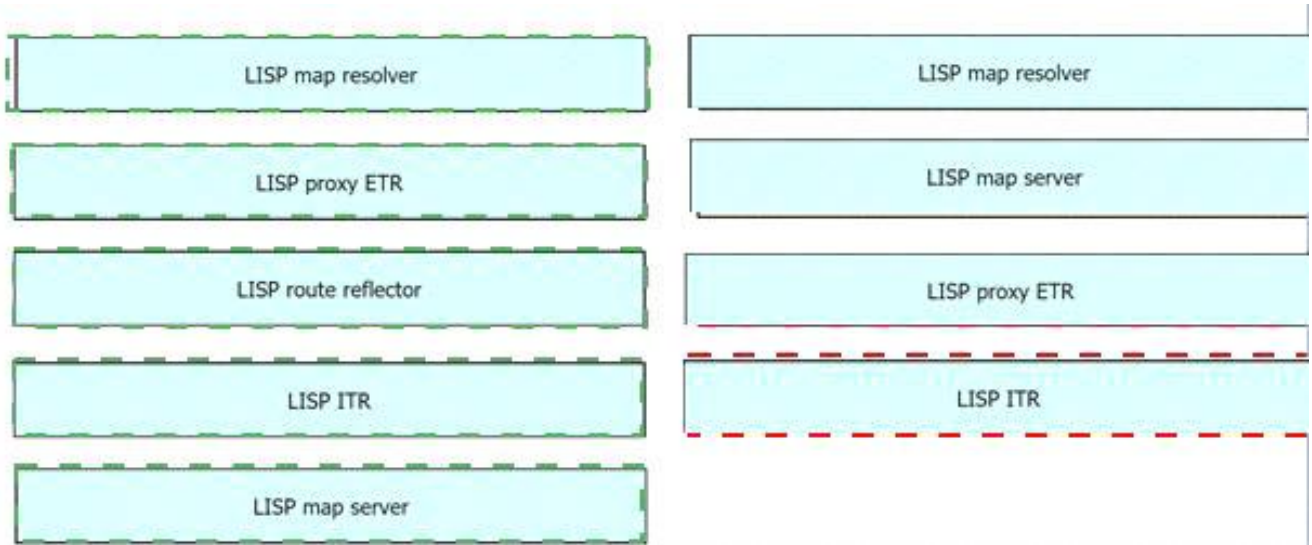 LISP map resolver
LISP proxy ETR
LISP route reflector
LISP ITR
LISP map server
LISP map resolver
LISP map server
LISP proxy ETR
LISP ITR